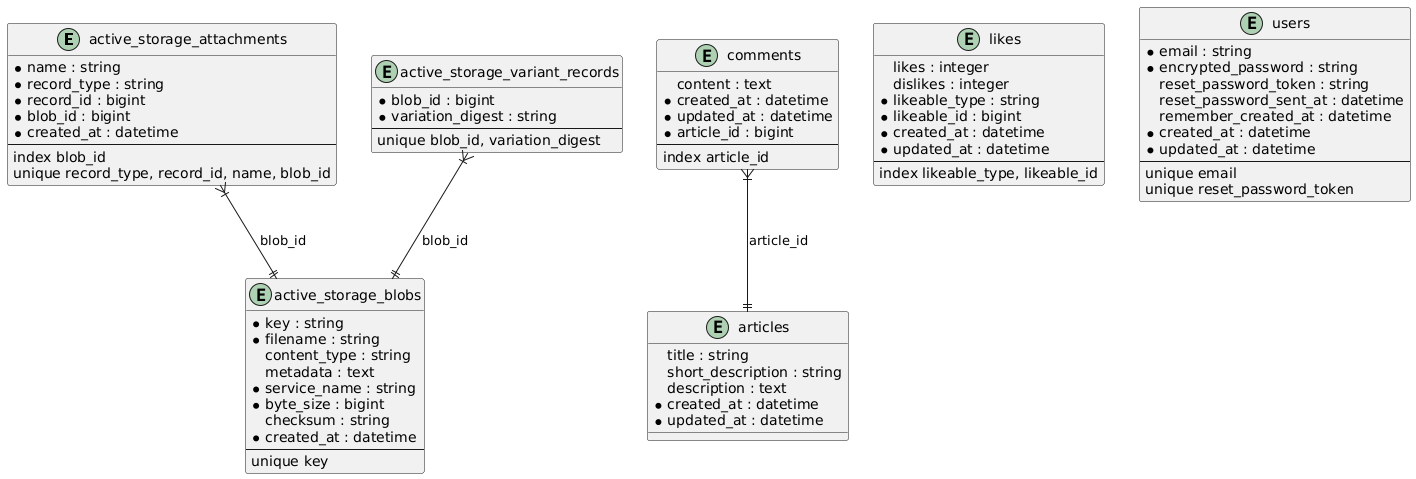 E active_storage_attachments
name : string
record_type : string
record_id : bigint
blob_id : bigint
created_at : datetime
index blob_id
unique record_type, record_id, name, blob_id
E active_storage_variant_records
blob_id : bigint
variation_digest : string
unique blob_id, variation_digest
E comments
content : text
created_at : datetime
updated_at : datetime
article_id : bigint
index article_id
E likes
likes : integer
dislikes : integer
likeable_type : string
likeable_id : bigint
created_at : datetime
updated_at : datetime
index likeable_type, likeable_id
E users
email : string
encrypted_password : string
reset_password_token : string
reset_password_sent_at : datetime
remember_created_at : datetime
created_at : datetime
updated_at : datetime
unique email
unique reset_password_token
blob_id
blob_id
article_id
E active_storage_blobs
key : string
filename : string
content_type : string
metadata : text
service_name : string
byte_size : bigint
checksum : string
created_at : datetime
unique key
E articles
title : string
short_description : string
description : text
created_at : datetime
updated_at : datetime